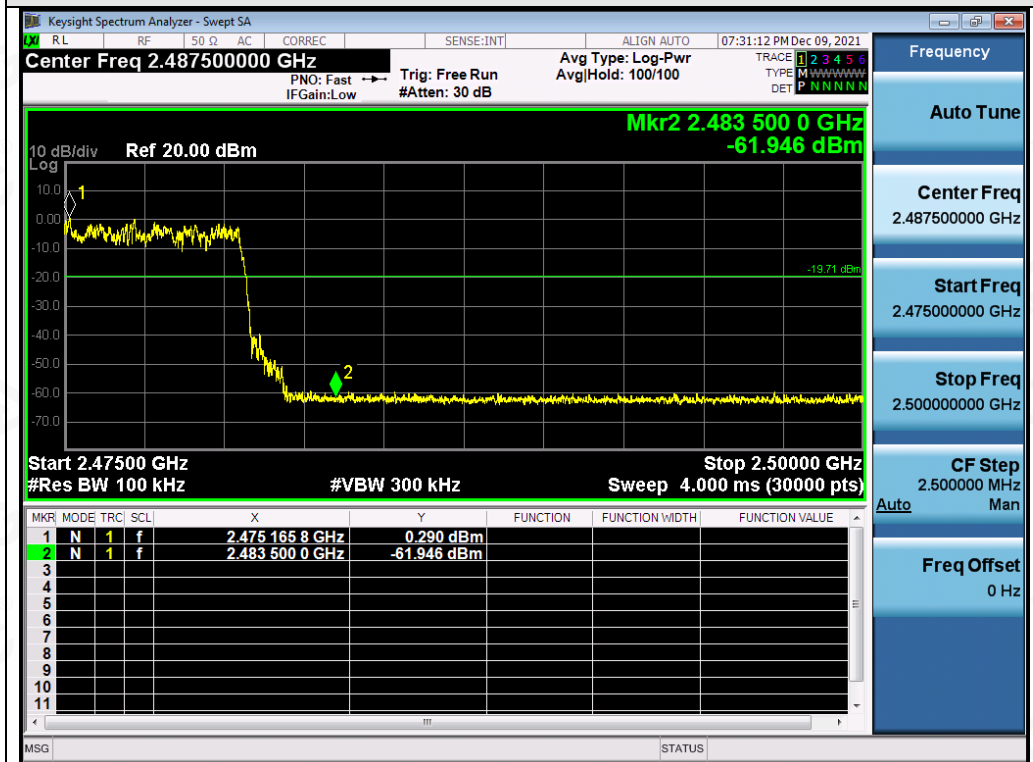 Keysight Spectrum Analyzer - Swept SA
LXI RL RF 50 Ω AC CORREC SENSE:INT ALIGN AUTO 07:31:12 PM Dec 09, 2021
Center Freq 2.487500000 GHz
PNO: Fast
IFGain:Low
Trig: Free Run
#Atten: 30 dB
Avg Type: Log-Pwr
Avg|Hold: 100/100
TRACE 1 2 3 4 5 6
TYPE M WWWWW
DET P N N N N N
Mkr2 2.483 500 0 GHz
-61.946 dBm
10 dB/div Ref 20.00 dBm
Log
10.0
0.00
-10.0
-20.0
-30.0
-40.0
-50.0
-60.0
-70.0
1
2
-19.71 dBm
Start 2.47500 GHz Stop 2.50000 GHz
#Res BW 100 kHz #VBW 300 kHz Sweep 4.000 ms (30000 pts)
MKR MODE TRC SCL X Y FUNCTION FUNCTION WIDTH FUNCTION VALUE
1 N 1 f 2.475 165 8 GHz 0.290 dBm
2 N 1 f 2.483 500 0 GHz -61.946 dBm
3
4
5
6
7
8
9
10
11
MSG STATUS
Frequency
Auto Tune
Center Freq
2.487500000 GHz
Start Freq
2.475000000 GHz
Stop Freq
2.500000000 GHz
CF Step
2.500000 MHz
Auto Man
Freq Offset
0 Hz